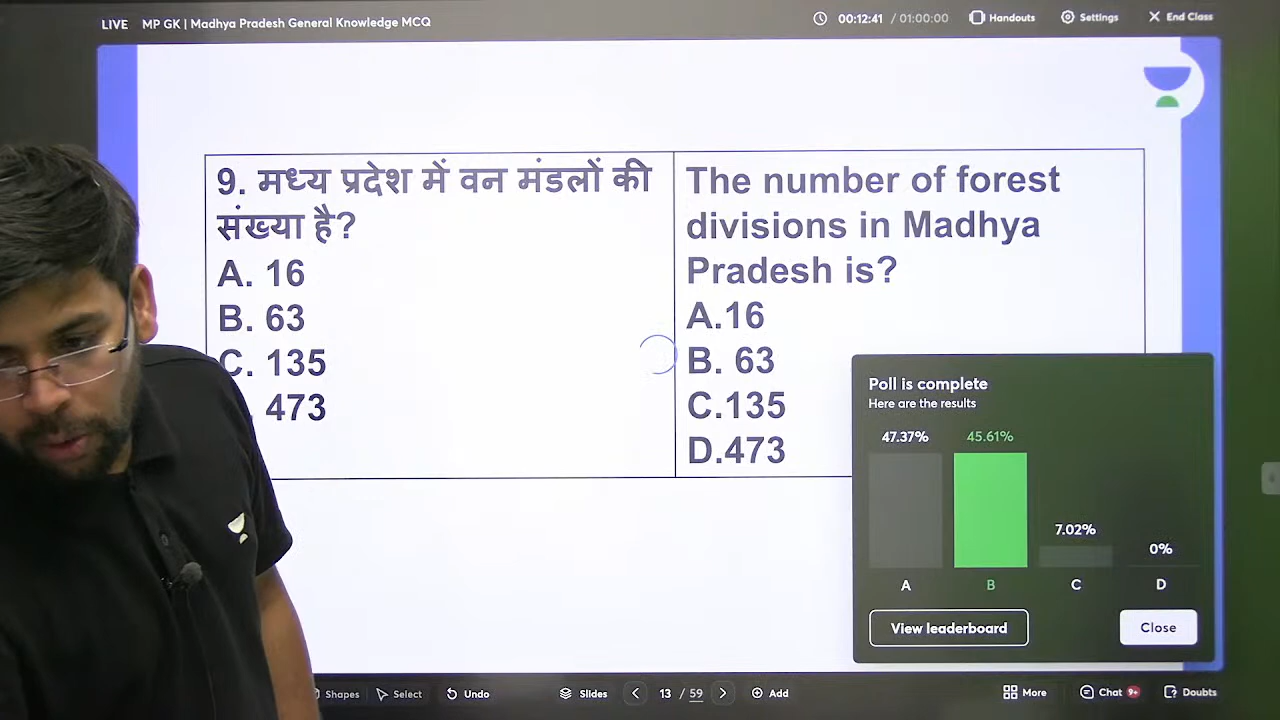 LIVE MP GK | Madhya Pradesh General Knowledge MCQ
00:12:41 / 01:00:00
Handouts
Settings
End Class
9. मध्य प्रदेश में वन मंडलों की
संख्या है?
A. 16
B. 63
C. 135
. 473
The number of forest
divisions in Madhya
Pradesh is?
A.16
B. 63
C.135
D.473
Poll is complete
Here are the results
47.37%
45.61%
7.02%
0%
A
B
C
D
View leaderboard
Close
Shapes
Select
Undo
Slides
13 / 59
Add
More
Chat 9+
Doubts